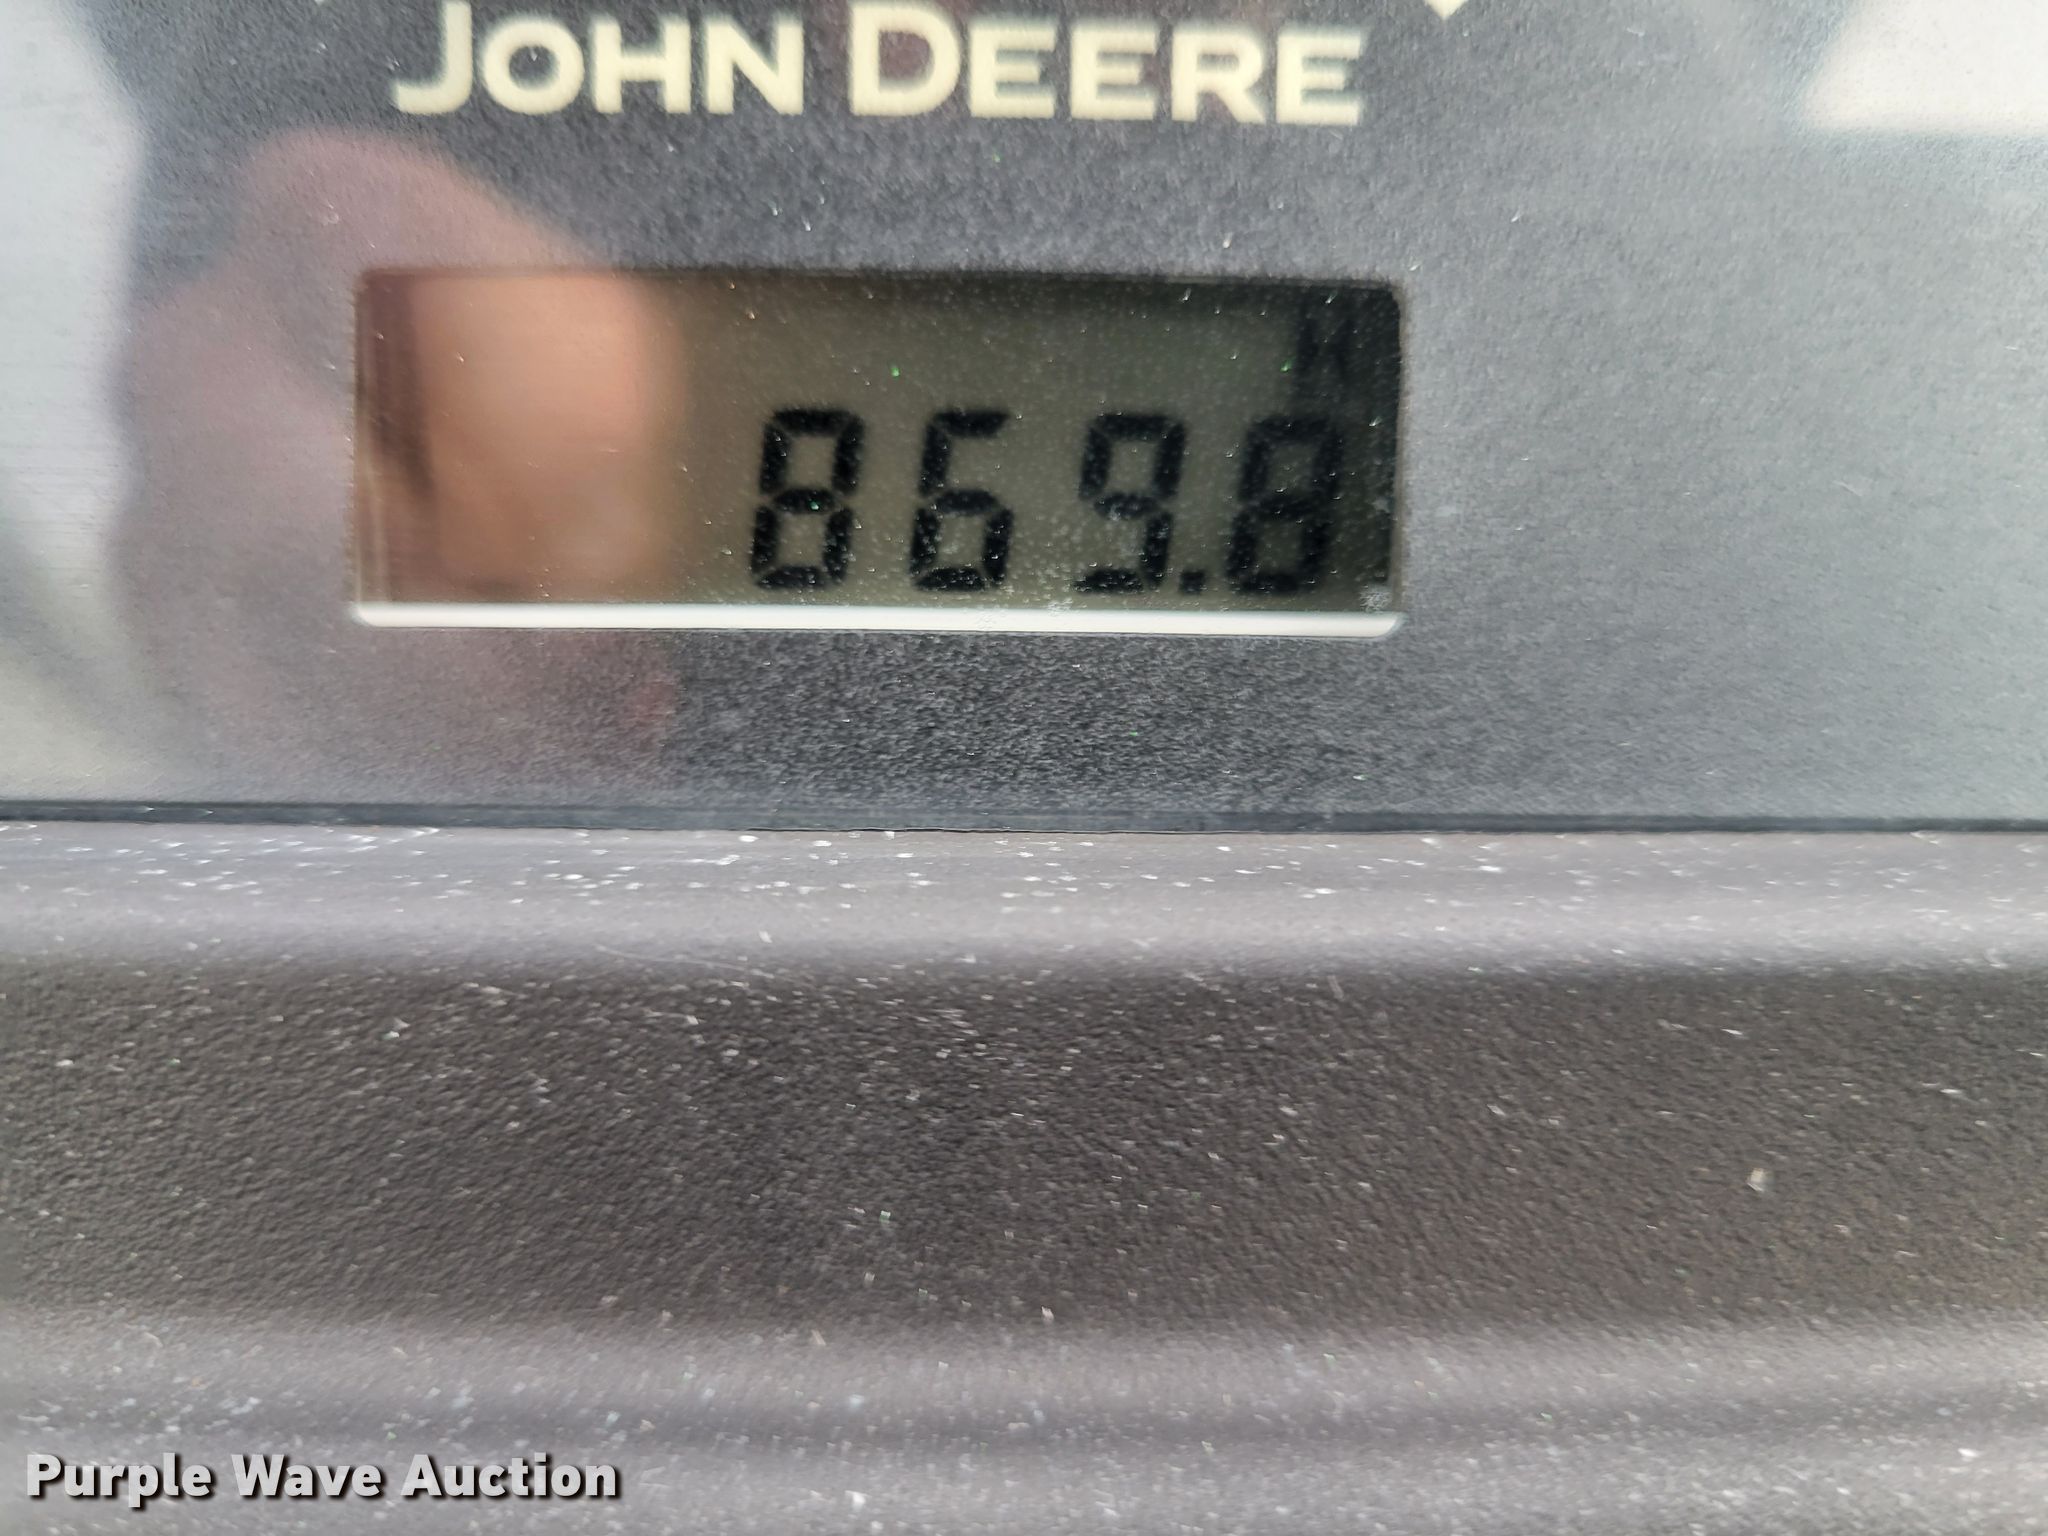 JOHN DEERE
869.8
Purple Wave Auction